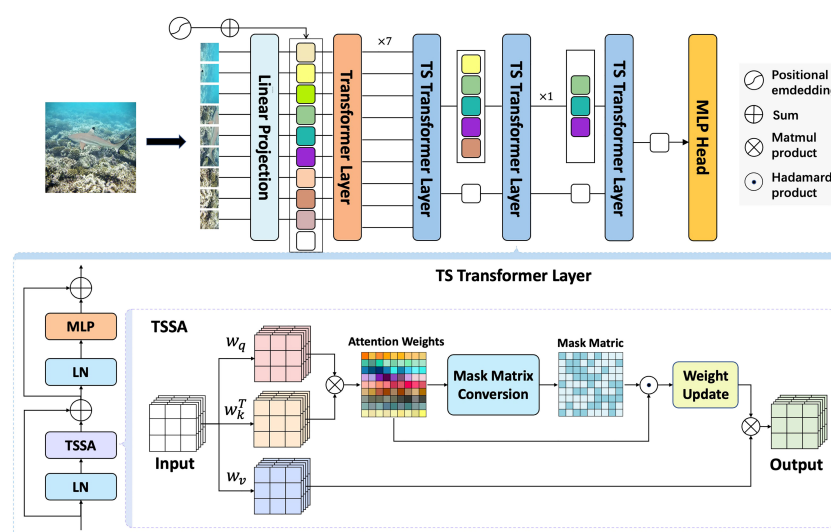 Linear Projection
Transformer Layer
×7
TS Transformer Layer
TS Transformer Layer
×1
TS Transformer Layer
MLP Head
Positional
emdedding
Sum
Matmul
product
Hadamard
product
TS Transformer Layer
MLP
LN
TSSA
LN
TSSA
Input
w_q
w_k^T
w_v
Attention Weights
Mask Matrix
Conversion
Mask Matric
Weight
Update
Output